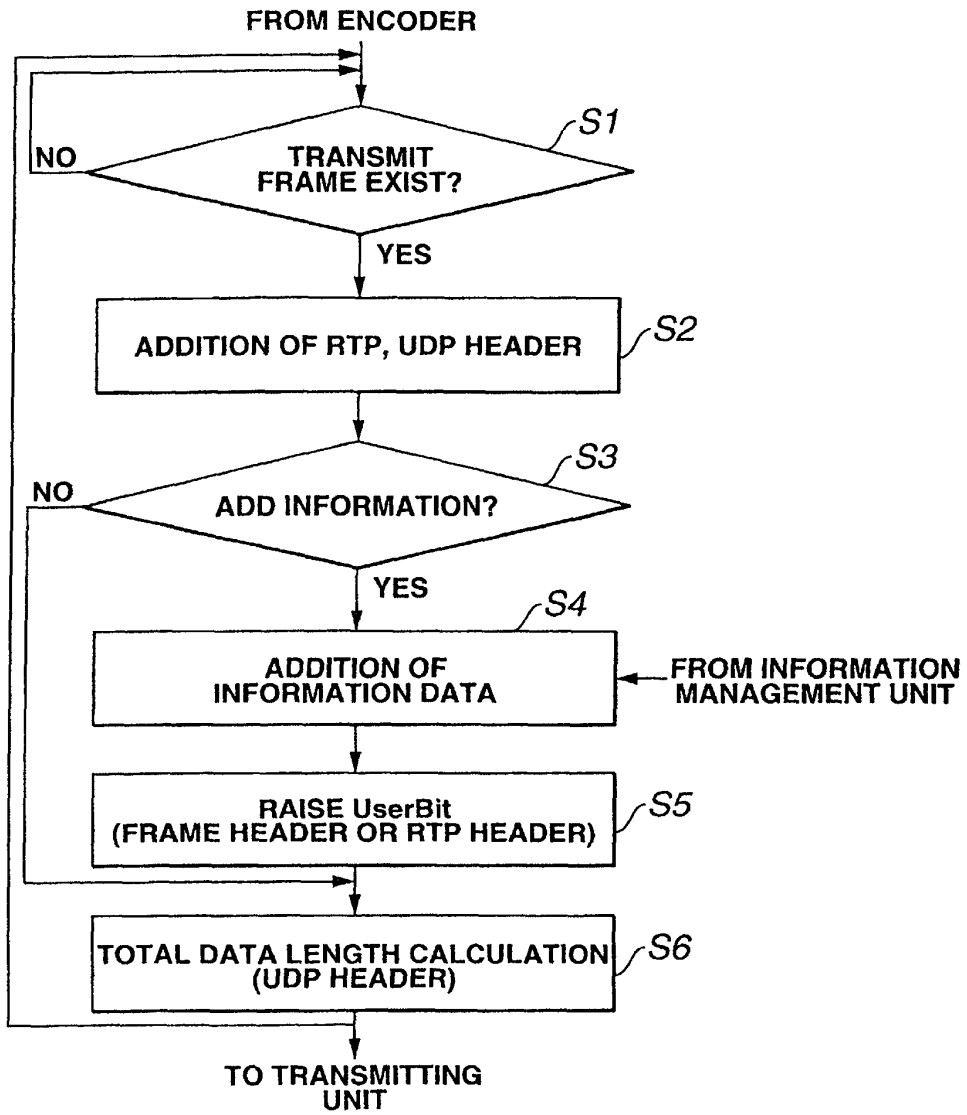 FROM ENCODER
S1
NO
TRANSMIT
FRAME EXIST?
YES
S2
ADDITION OF RTP, UDP HEADER
S3
NO
ADD INFORMATION?
YES
S4
ADDITION OF
INFORMATION DATA
FROM INFORMATION
MANAGEMENT UNIT
RAISE UserBit
(FRAME HEADER OR RTP HEADER)
S5
TOTAL DATA LENGTH CALCULATION
(UDP HEADER)
S6
TO TRANSMITTING
UNIT